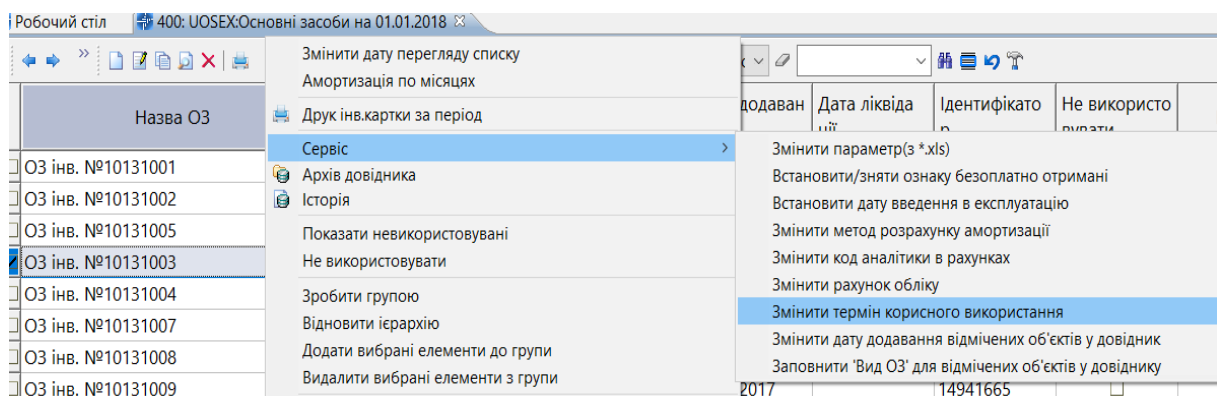 Робочий стіл
400: UOSEX:Основні засоби на 01.01.2018
Змінити дату перегляду списку
Амортизація по місяцях
Друк інв.картки за період
Сервіс
Архів довідника
Історія
Показати невикористовувані
Не використовувати
Зробити групою
Відновити ієрархію
Додати вибрані елементи до групи
Видалити вибрані елементи з групи
Назва ОЗ
ОЗ інв. №10131001
ОЗ інв. №10131002
ОЗ інв. №10131005
ОЗ інв. №10131003
ОЗ інв. №10131004
ОЗ інв. №10131007
ОЗ інв. №10131008
ОЗ інв. №10131009
додаван
Дата ліквіда
ції
Ідентифікато
р
Не використо
вувати
Змінити параметр(з *.xls)
Встановити/зняти ознаку безоплатно отримані
Встановити дату введення в експлуатацію
Змінити метод розрахунку амортизації
Змінити код аналітики в рахунках
Змінити рахунок обліку
Змінити термін корисного використання
Змінити дату додавання відмічених об'єктів у довідник
Заповнити 'Вид ОЗ' для відмічених об'єктів у довіднику
2017
14941665